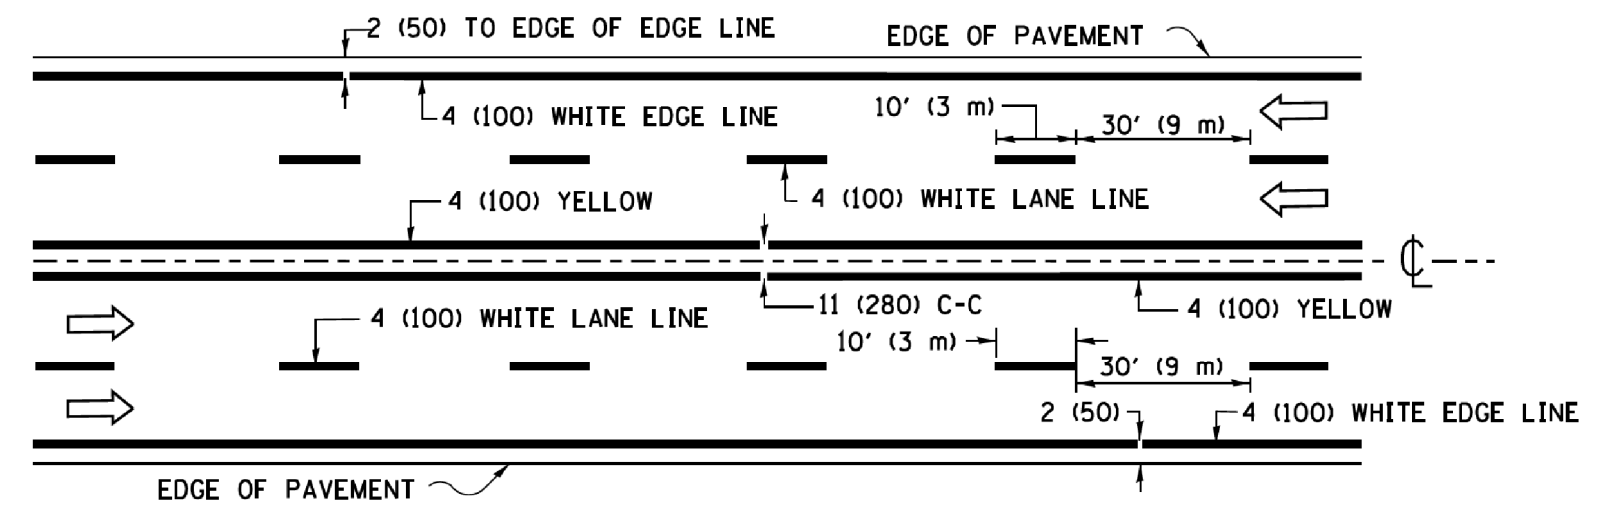 2 (50) TO EDGE OF EDGE LINE
EDGE OF PAVEMENT
10' (3 m)
4 (100) WHITE EDGE LINE
30' (9 m)
4 (100) YELLOW
4 (100) WHITE LANE LINE
℄
11 (280) C-C
4 (100) YELLOW
4 (100) WHITE LANE LINE
10' (3 m)
30' (9 m)
2 (50)
4 (100) WHITE EDGE LINE
EDGE OF PAVEMENT